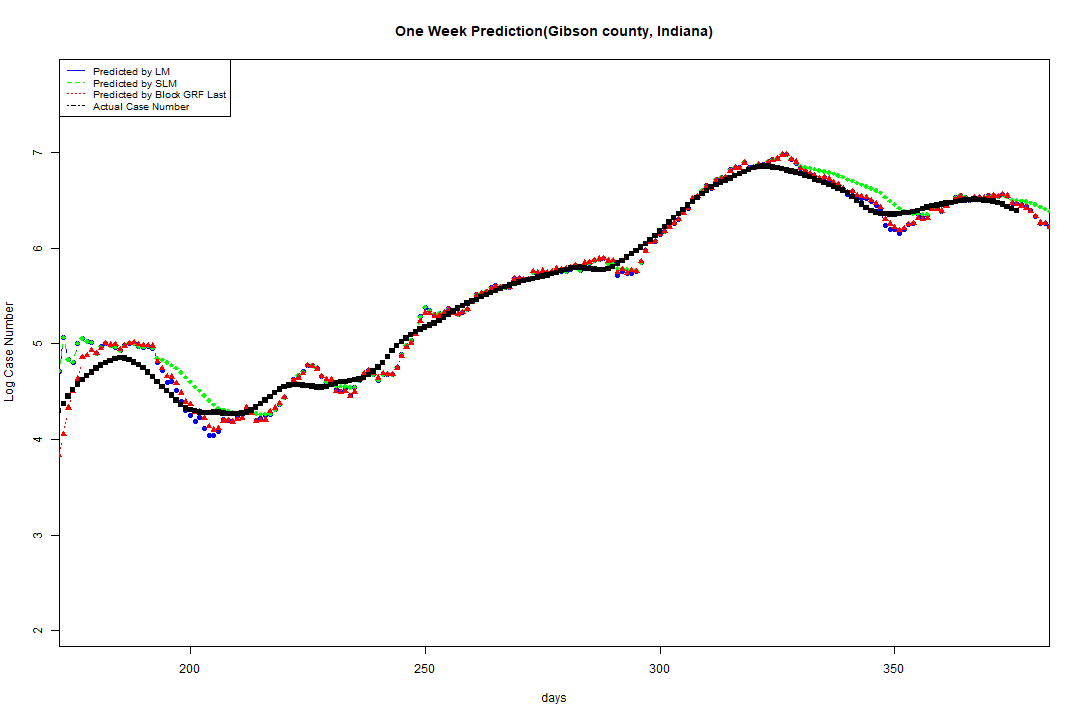 One Week Prediction(Gibson county, Indiana)
Predicted by LM
Predicted by SLM
Predicted by Block GRF Last
Actual Case Number
7
6
5
4
3
2
Log Case Number
200 250 300 350
days